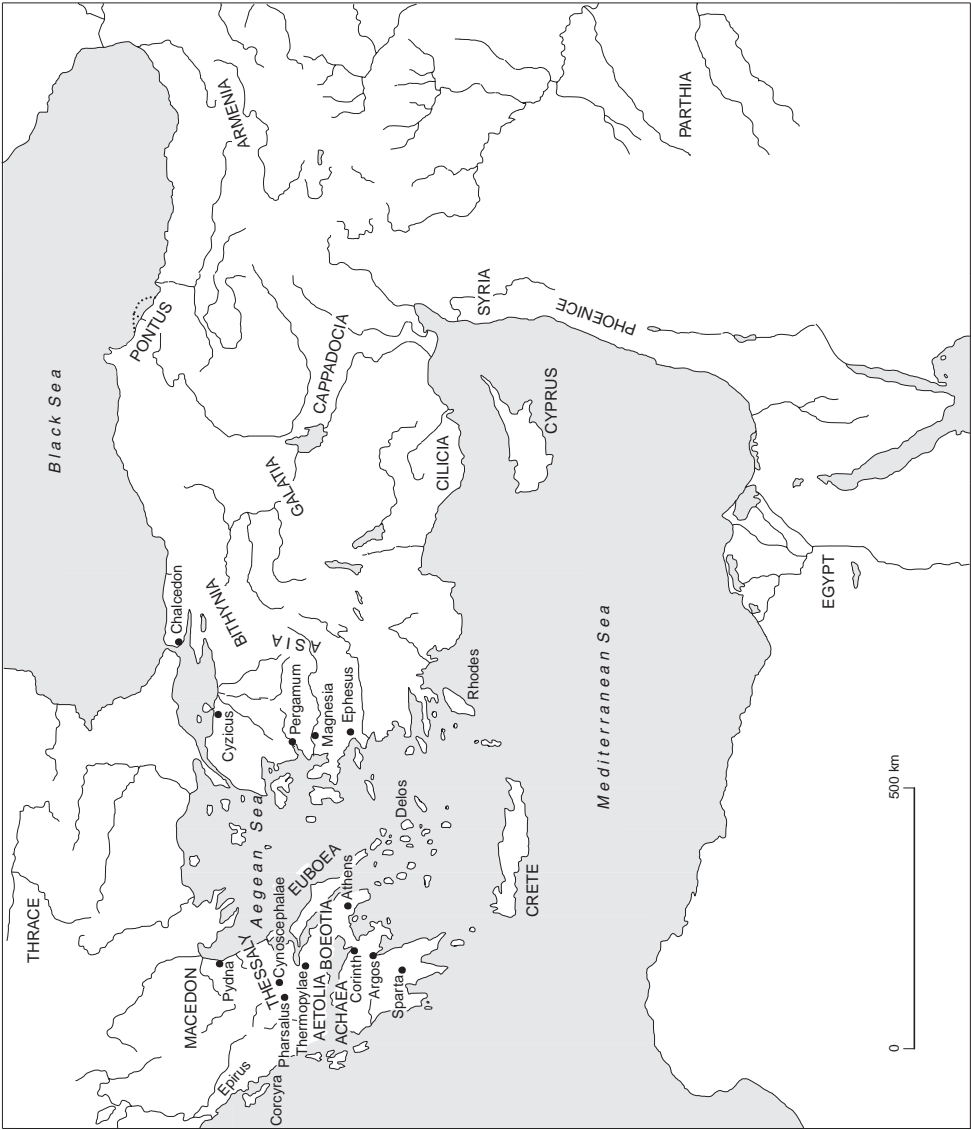 Black Sea
ARMENIA
PARTHIA
PONTUS
SYRIA
PHOENICE
CAPPADOCIA
CYPRUS
GALATIA
CILICIA
Chalcedon
BITHYNIA
ASIA
EGYPT
Cyzicus
Pergamum
Magnesia
Ephesus
Rhodes
Mediterranean Sea
THRACE
Aegean Sea
Delos
EUBOEA
Athens
CRETE
MACEDON
Pydna
THESSALY
Cynoscephalae
Pharsalus
Thermopylae
AETOLIA
BOEOTIA
ACHAEA
Corinth
Argos
Sparta
Epirus
Corcyra
0
500 km